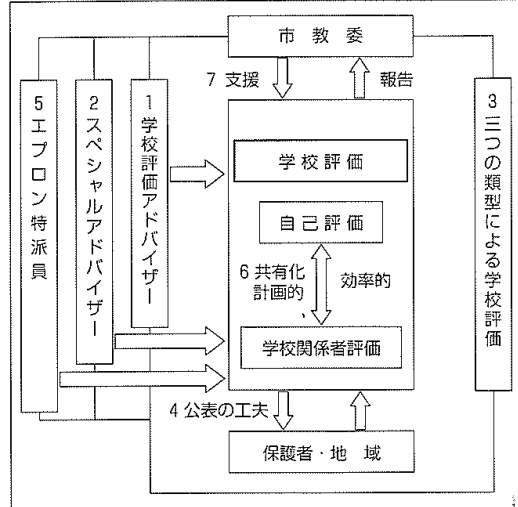 市教委
7 支援
報告
5エプロン特派員
2スペシャルアドバイザー
1学校評価アドバイザー
3三つの類型による学校評価
学校評価
自己評価
6 共有化
計画的
効率的
学校関係者評価
4 公表の工夫
保護者・地域